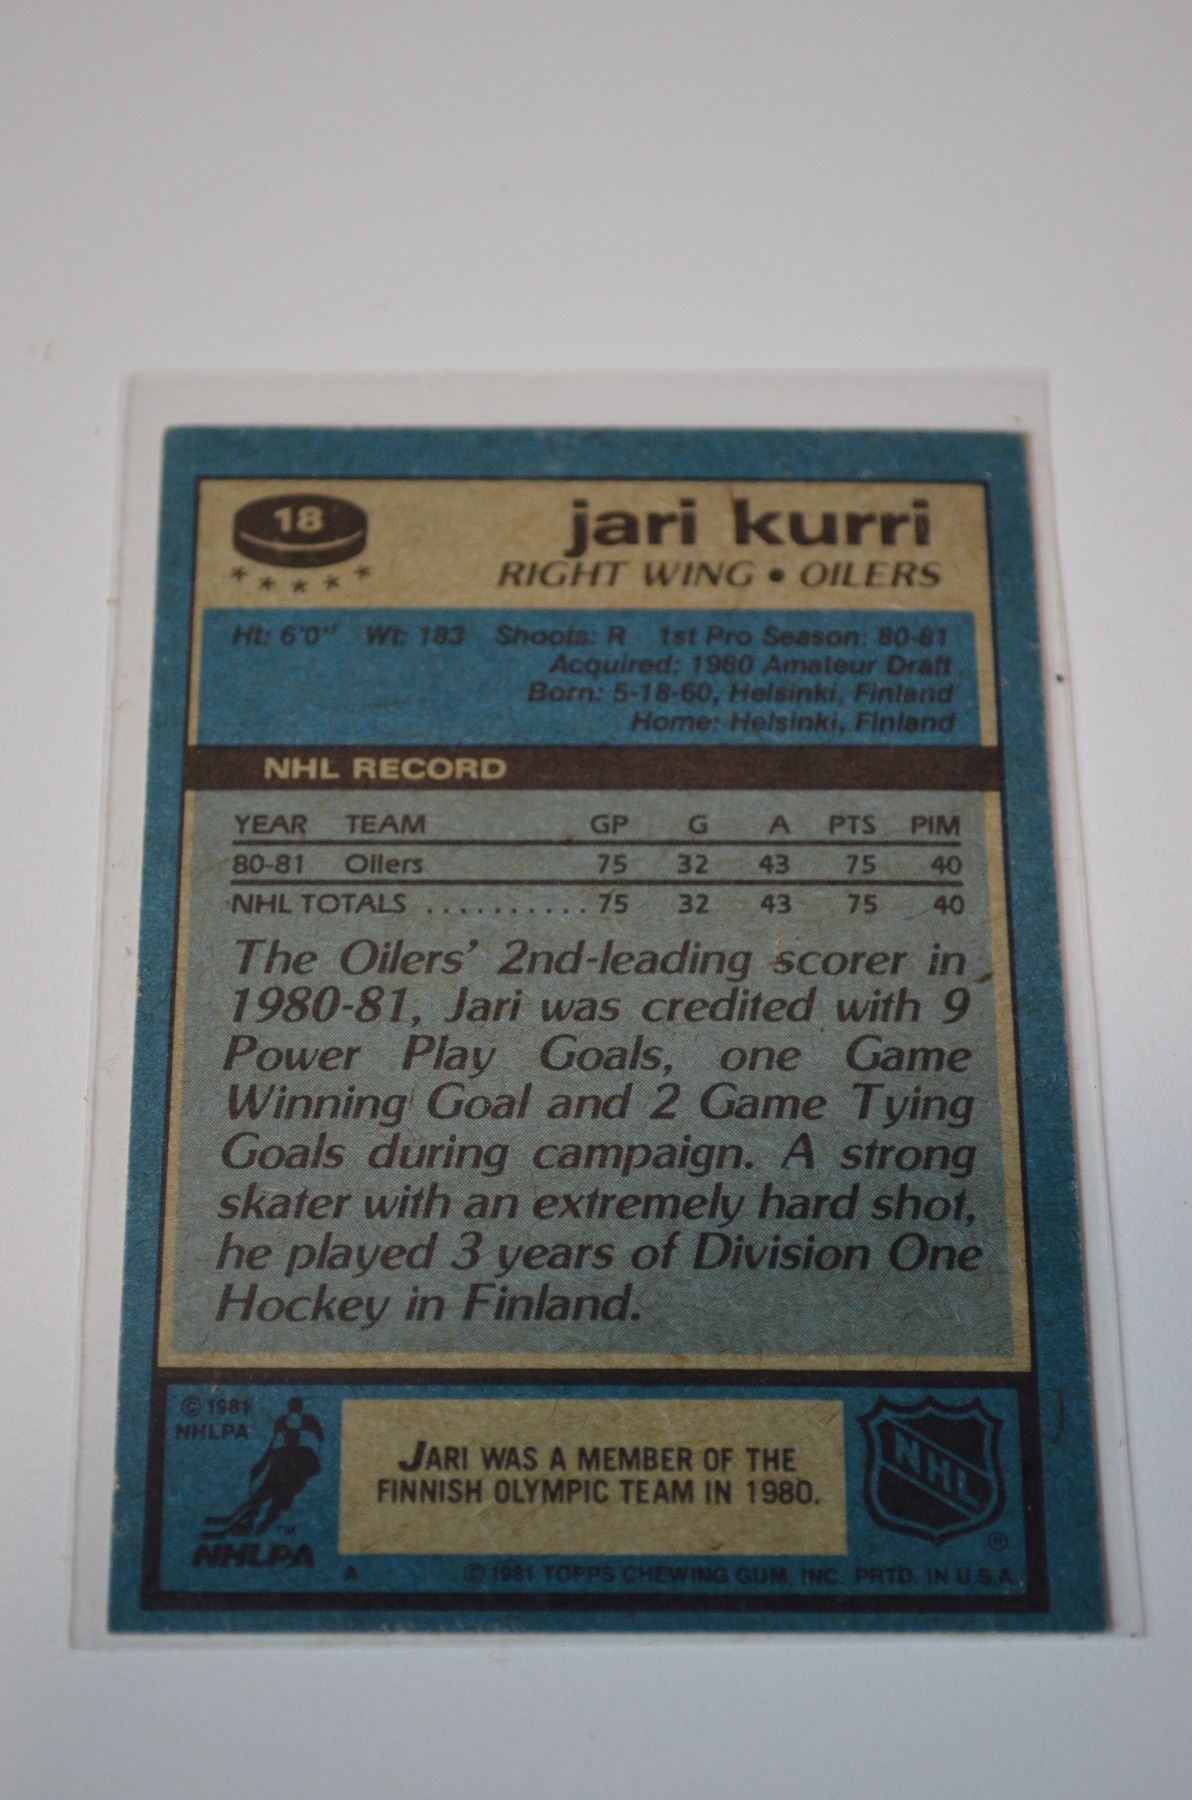 18
jari kurri
RIGHT WING • OILERS
Ht: 6'0" Wt: 183 Shoots: R 1st Pro Season: 80-81
Acquired: 1980 Amateur Draft
Born: 5-18-60, Helsinki, Finland
Home: Helsinki, Finland
NHL RECORD
YEAR TEAM GP G A PTS PIM
80-81 Oilers 75 32 43 75 40
NHL TOTALS .......... 75 32 43 75 40
The Oilers' 2nd-leading scorer in
1980-81, Jari was credited with 9
Power Play Goals, one Game
Winning Goal and 2 Game Tying
Goals during campaign. A strong
skater with an extremely hard shot,
he played 3 years of Division One
Hockey in Finland.
© 1981
NHLPA
TM
NHLPA
JARI WAS A MEMBER OF THE
FINNISH OLYMPIC TEAM IN 1980.
NHL
®
A © 1981 TOPPS CHEWING GUM, INC. PRTD. IN U.S.A.